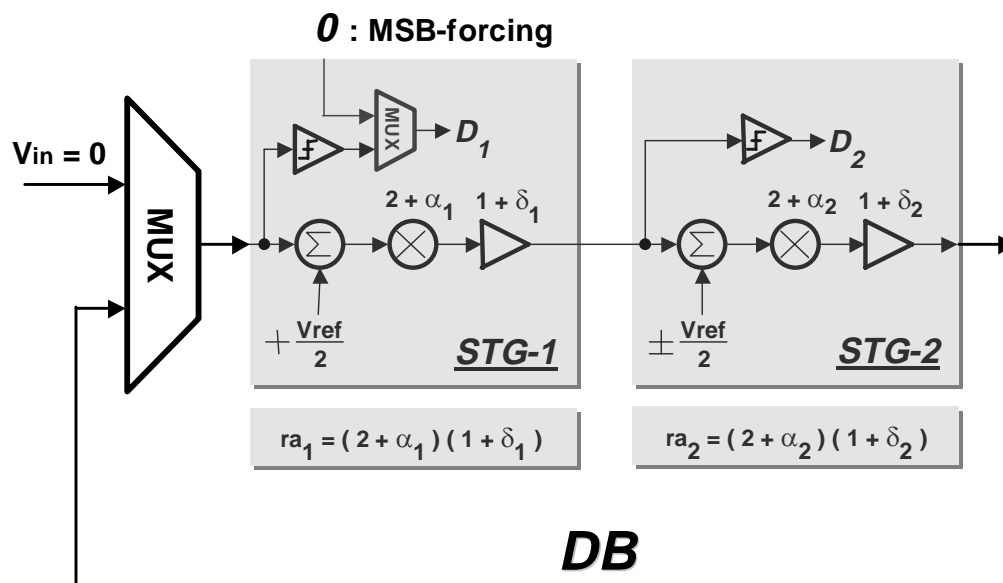 0 : MSB-forcing
Vin = 0
MUX
MUX
D1
D2
2 + α1
1 + δ1
2 + α2
1 + δ2
Σ
Σ
+ Vref
2
± Vref
2
STG-1
STG-2
ra1 = ( 2 + α1 ) ( 1 + δ1 )
ra2 = ( 2 + α2 ) ( 1 + δ2 )
DB